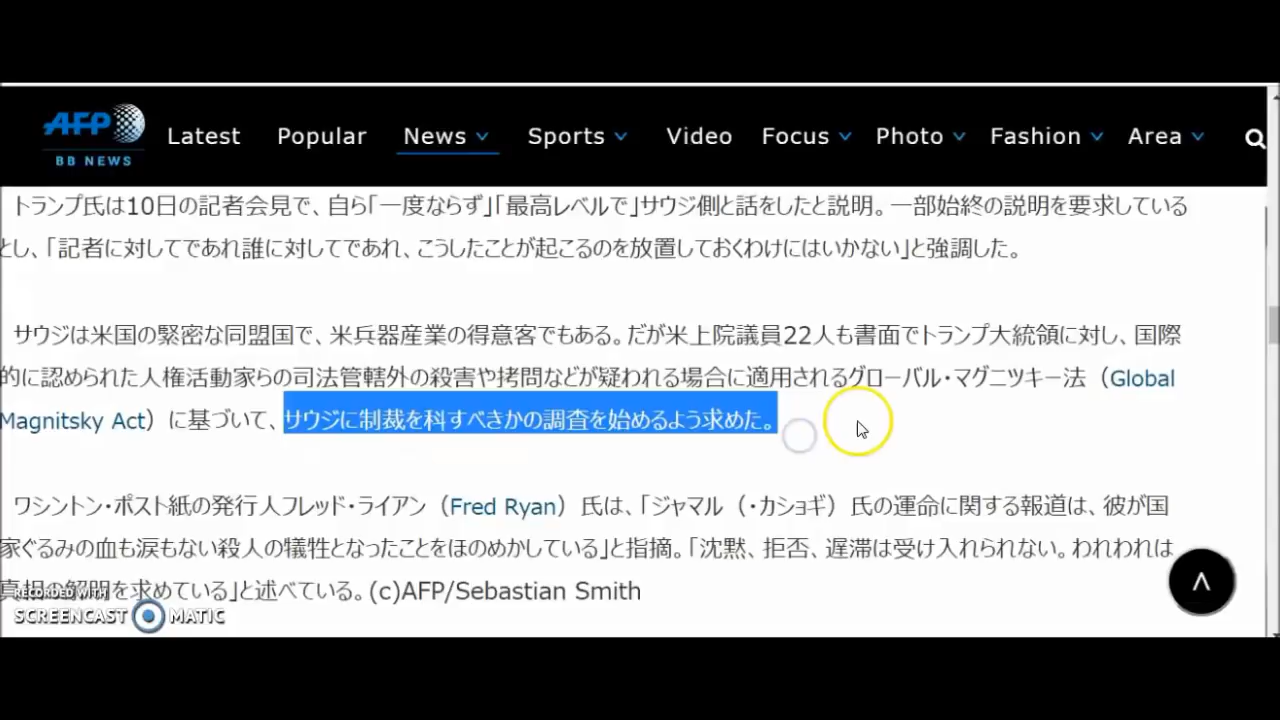 AFP
BB NEWS
Latest Popular News Sports Video Focus Photo Fashion Area
トランプ氏は10日の記者会見で、自ら「一度ならず」「最高レベルで」サウジ側と話をしたと説明。一部始終の説明を要求している
とし、「記者に対してであれ誰に対してであれ、こうしたことが起こるのを放置しておくわけにはいかない」と強調した。
サウジは米国の緊密な同盟国で、米兵器産業の得意客でもある。だが米上院議員22人も書面でトランプ大統領に対し、国際
的に認められた人権活動家らの司法管轄外の殺害や拷問などが疑われる場合に適用されるグローバル・マグニツキー法（Global
Magnitsky Act）に基づいて、サウジに制裁を科すべきかの調査を始めるよう求めた。
ワシントン・ポスト紙の発行人フレッド・ライアン（Fred Ryan）氏は、「ジャマル（・カショギ）氏の運命に関する報道は、彼が国
家ぐるみの血も涙もない殺人の犠牲となったことをほのめかしている」と指摘。「沈黙、拒否、遅滞は受け入れられない。われわれは
真相の解明を求めている」と述べている。(c)AFP/Sebastian Smith
RECORDED WITH
SCREENCAST MATIC